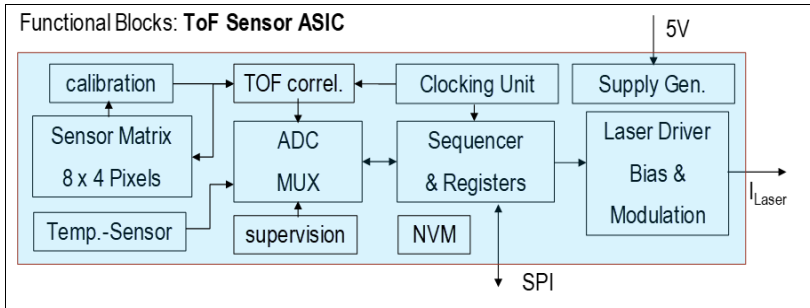 Functional Blocks: ToF Sensor ASIC
5V
calibration
TOF correl.
Clocking Unit
Supply Gen.
Sensor Matrix
8 x 4 Pixels
ADC
MUX
Sequencer
& Registers
Laser Driver
Bias &
Modulation
I_Laser
Temp.-Sensor
supervision
NVM
SPI